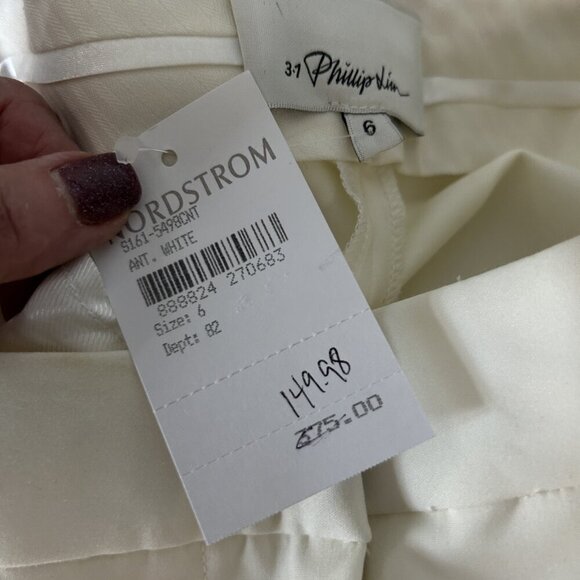 3.1 Phillip Lim
6
NORDSTROM
S161-5498CNT
ANT. WHITE
888824 270683
Size: 6
Dept: 82
149.98
375.00